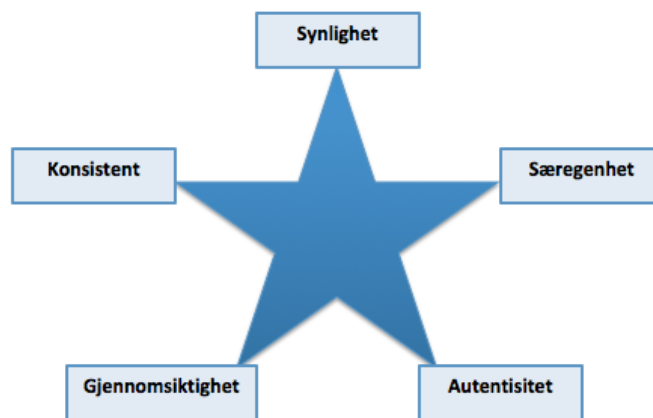 Synlighet
Konsistent
Særegenhet
Gjennomsiktighet
Autentisitet